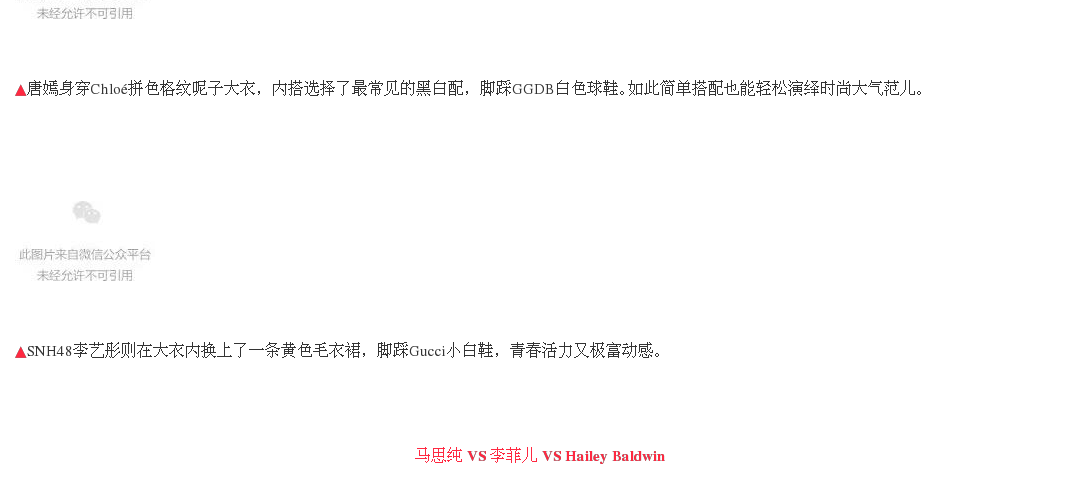 未经允许不可引用
▲唐嫣身穿Chloé拼色格纹呢子大衣，内搭选择了最常见的黑白配，脚踩GGDB白色球鞋。如此简单搭配也能轻松演绎时尚大气范儿。
此图片来自微信公众平台
未经允许不可引用
▲SNH48李艺彤则在大衣内换上了一条黄色毛衣裙，脚踩Gucci小白鞋，青春活力又极富动感。
马思纯 VS 李菲儿 VS Hailey Baldwin